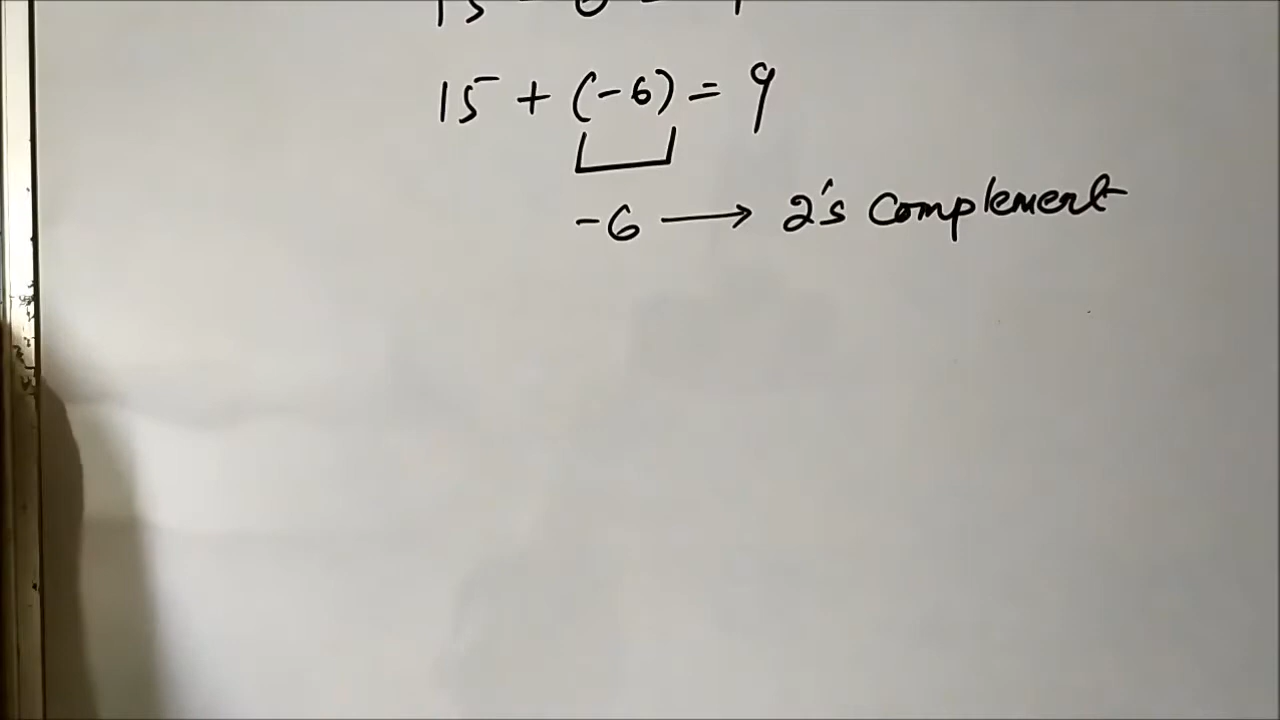 15 + (-6) = 9
-6 → 2's complement